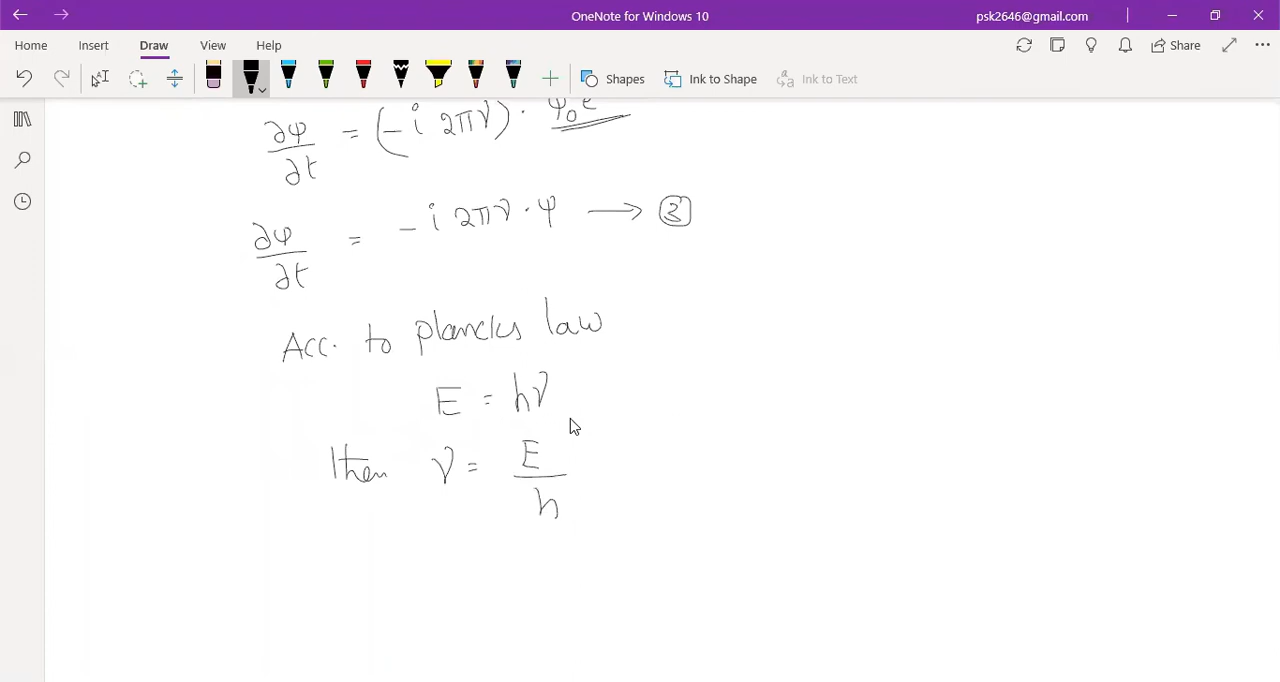 OneNote for Windows 10
psk2646@gmail.com
Home Insert Draw View Help
Share
Shapes Ink to Shape Ink to Text
∂ψ/∂t = (-i 2πν) · ψ₀e
∂ψ/∂t = -i 2πν · ψ → ③
Acc. to plancks law
E = hν
then ν = E/h